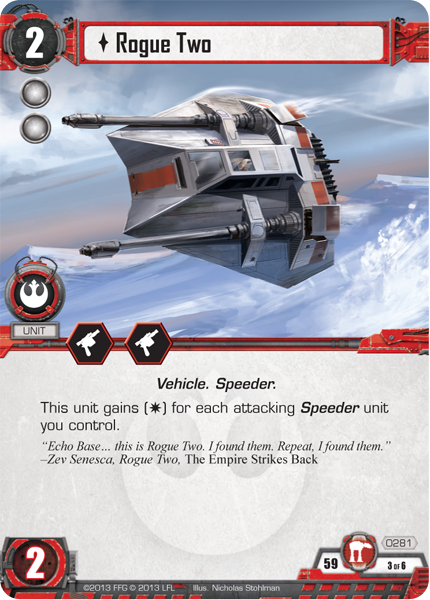 2
Rogue Two
UNIT
Vehicle. Speeder.
This unit gains (✷) for each attacking Speeder unit
you control.
“Echo Base… this is Rogue Two. I found them. Repeat, I found them.”
–Zev Senesca, Rogue Two, The Empire Strikes Back
0281
59
3 OF 6
2
©2013 FFG © 2013 LFL Illus. Nicholas Stohlman